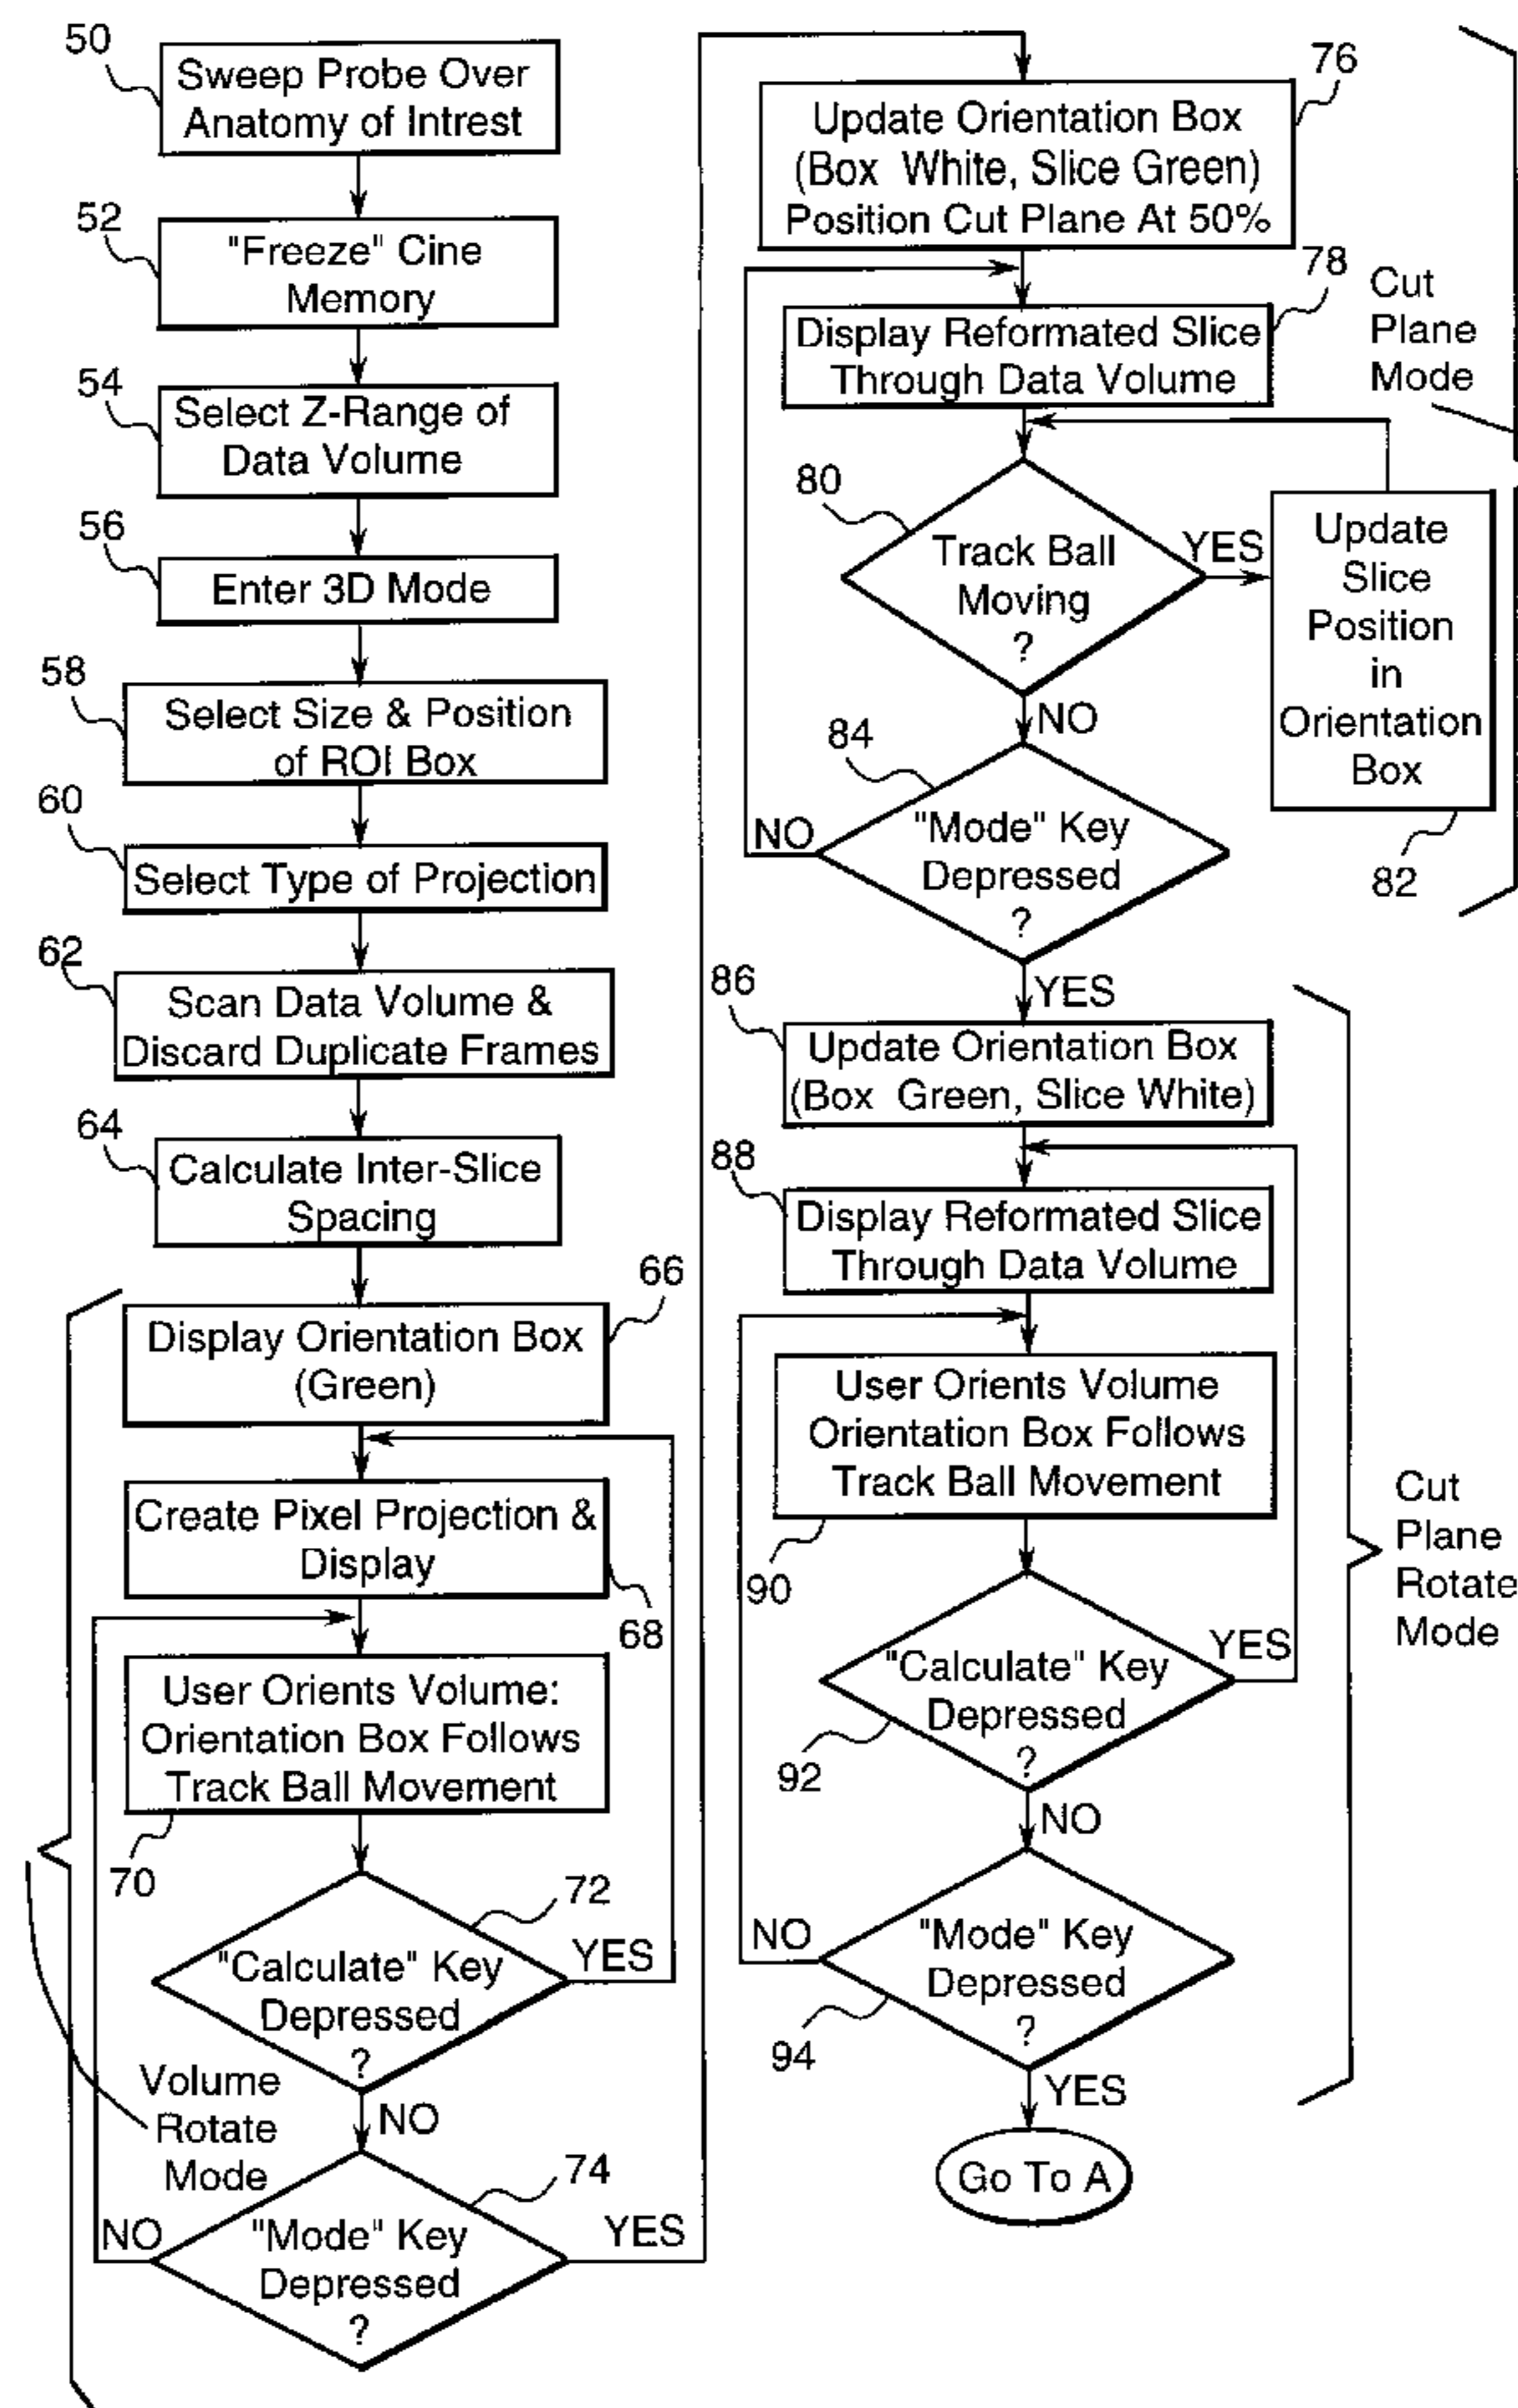 50
Sweep Probe Over
Anatomy of Intrest
52
"Freeze" Cine
Memory
54
Select Z-Range of
Data Volume
56
Enter 3D Mode
58
Select Size & Position
of ROI Box
60
Select Type of Projection
62
Scan Data Volume &
Discard Duplicate Frames
64
Calculate Inter-Slice
Spacing
66
Display Orientation Box
(Green)
Create Pixel Projection &
Display
68
User Orients Volume:
Orientation Box Follows
Track Ball Movement
70
72
"Calculate" Key
Depressed
?
YES
NO
Volume
Rotate
Mode
74
"Mode" Key
Depressed
?
NO
YES
76
Update Orientation Box
(Box White, Slice Green)
Position Cut Plane At 50%
78
Display Reformated Slice
Through Data Volume
Cut
Plane
Mode
80
Track Ball
Moving
?
YES
Update
Slice
Position
in
Orientation
Box
82
NO
84
"Mode" Key
Depressed
?
NO
YES
86
Update Orientation Box
(Box Green, Slice White)
88
Display Reformated Slice
Through Data Volume
User Orients Volume
Orientation Box Follows
Track Ball Movement
90
Cut
Plane
Rotate
Mode
"Calculate" Key
Depressed
?
YES
92
NO
"Mode" Key
Depressed
?
NO
94
YES
Go To A